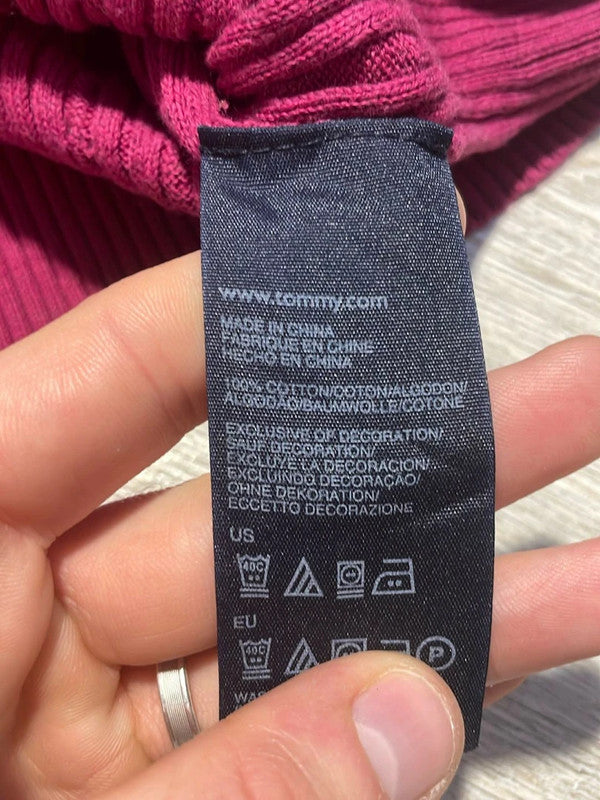 www.tommy.com
MADE IN CHINA
FABRIQUE EN CHINE
HECHO EN CHINA
100% COTTON/COTON/ALGODON/
ALGODÃO/BAUMWOLLE/COTONE
EXCLUSIVE OF DECORATION/
SAUF DECORATION/
EXCLUYE LA DECORACION/
EXCLUINDO DECORAÇAO/
OHNE DEKORATION/
ECCETTO DECORAZIONE
US
40C
EU
40C P